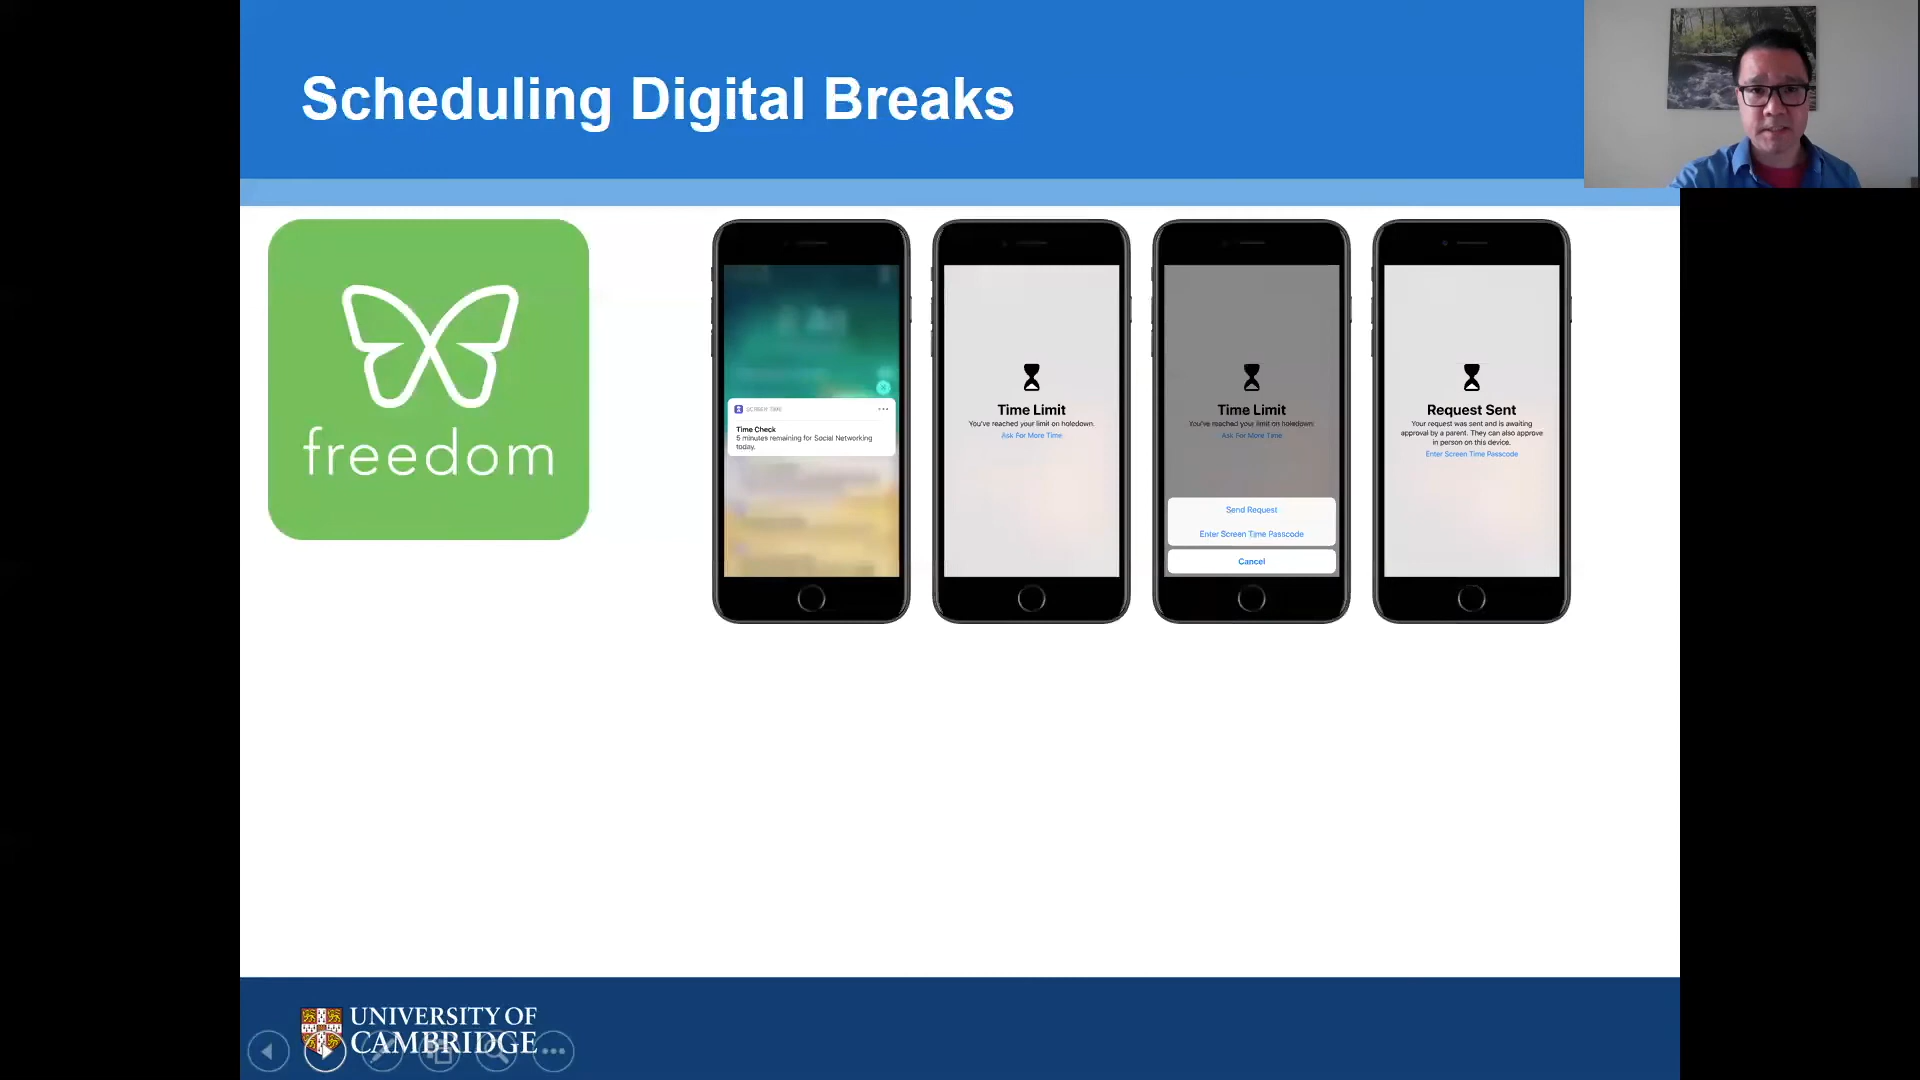 Scheduling Digital Breaks
freedom
SCREEN TIME
Time Check
5 minutes remaining for Social Networking
today.
Time Limit
You've reached your limit on holedown.
Ask For More Time
Time Limit
You've reached your limit on holedown.
Ask For More Time
Send Request
Enter Screen Time Passcode
Cancel
Request Sent
Your request was sent and is awaiting
approval by a parent. They can also approve
in person on this device.
Enter Screen Time Passcode
UNIVERSITY OF
CAMBRIDGE